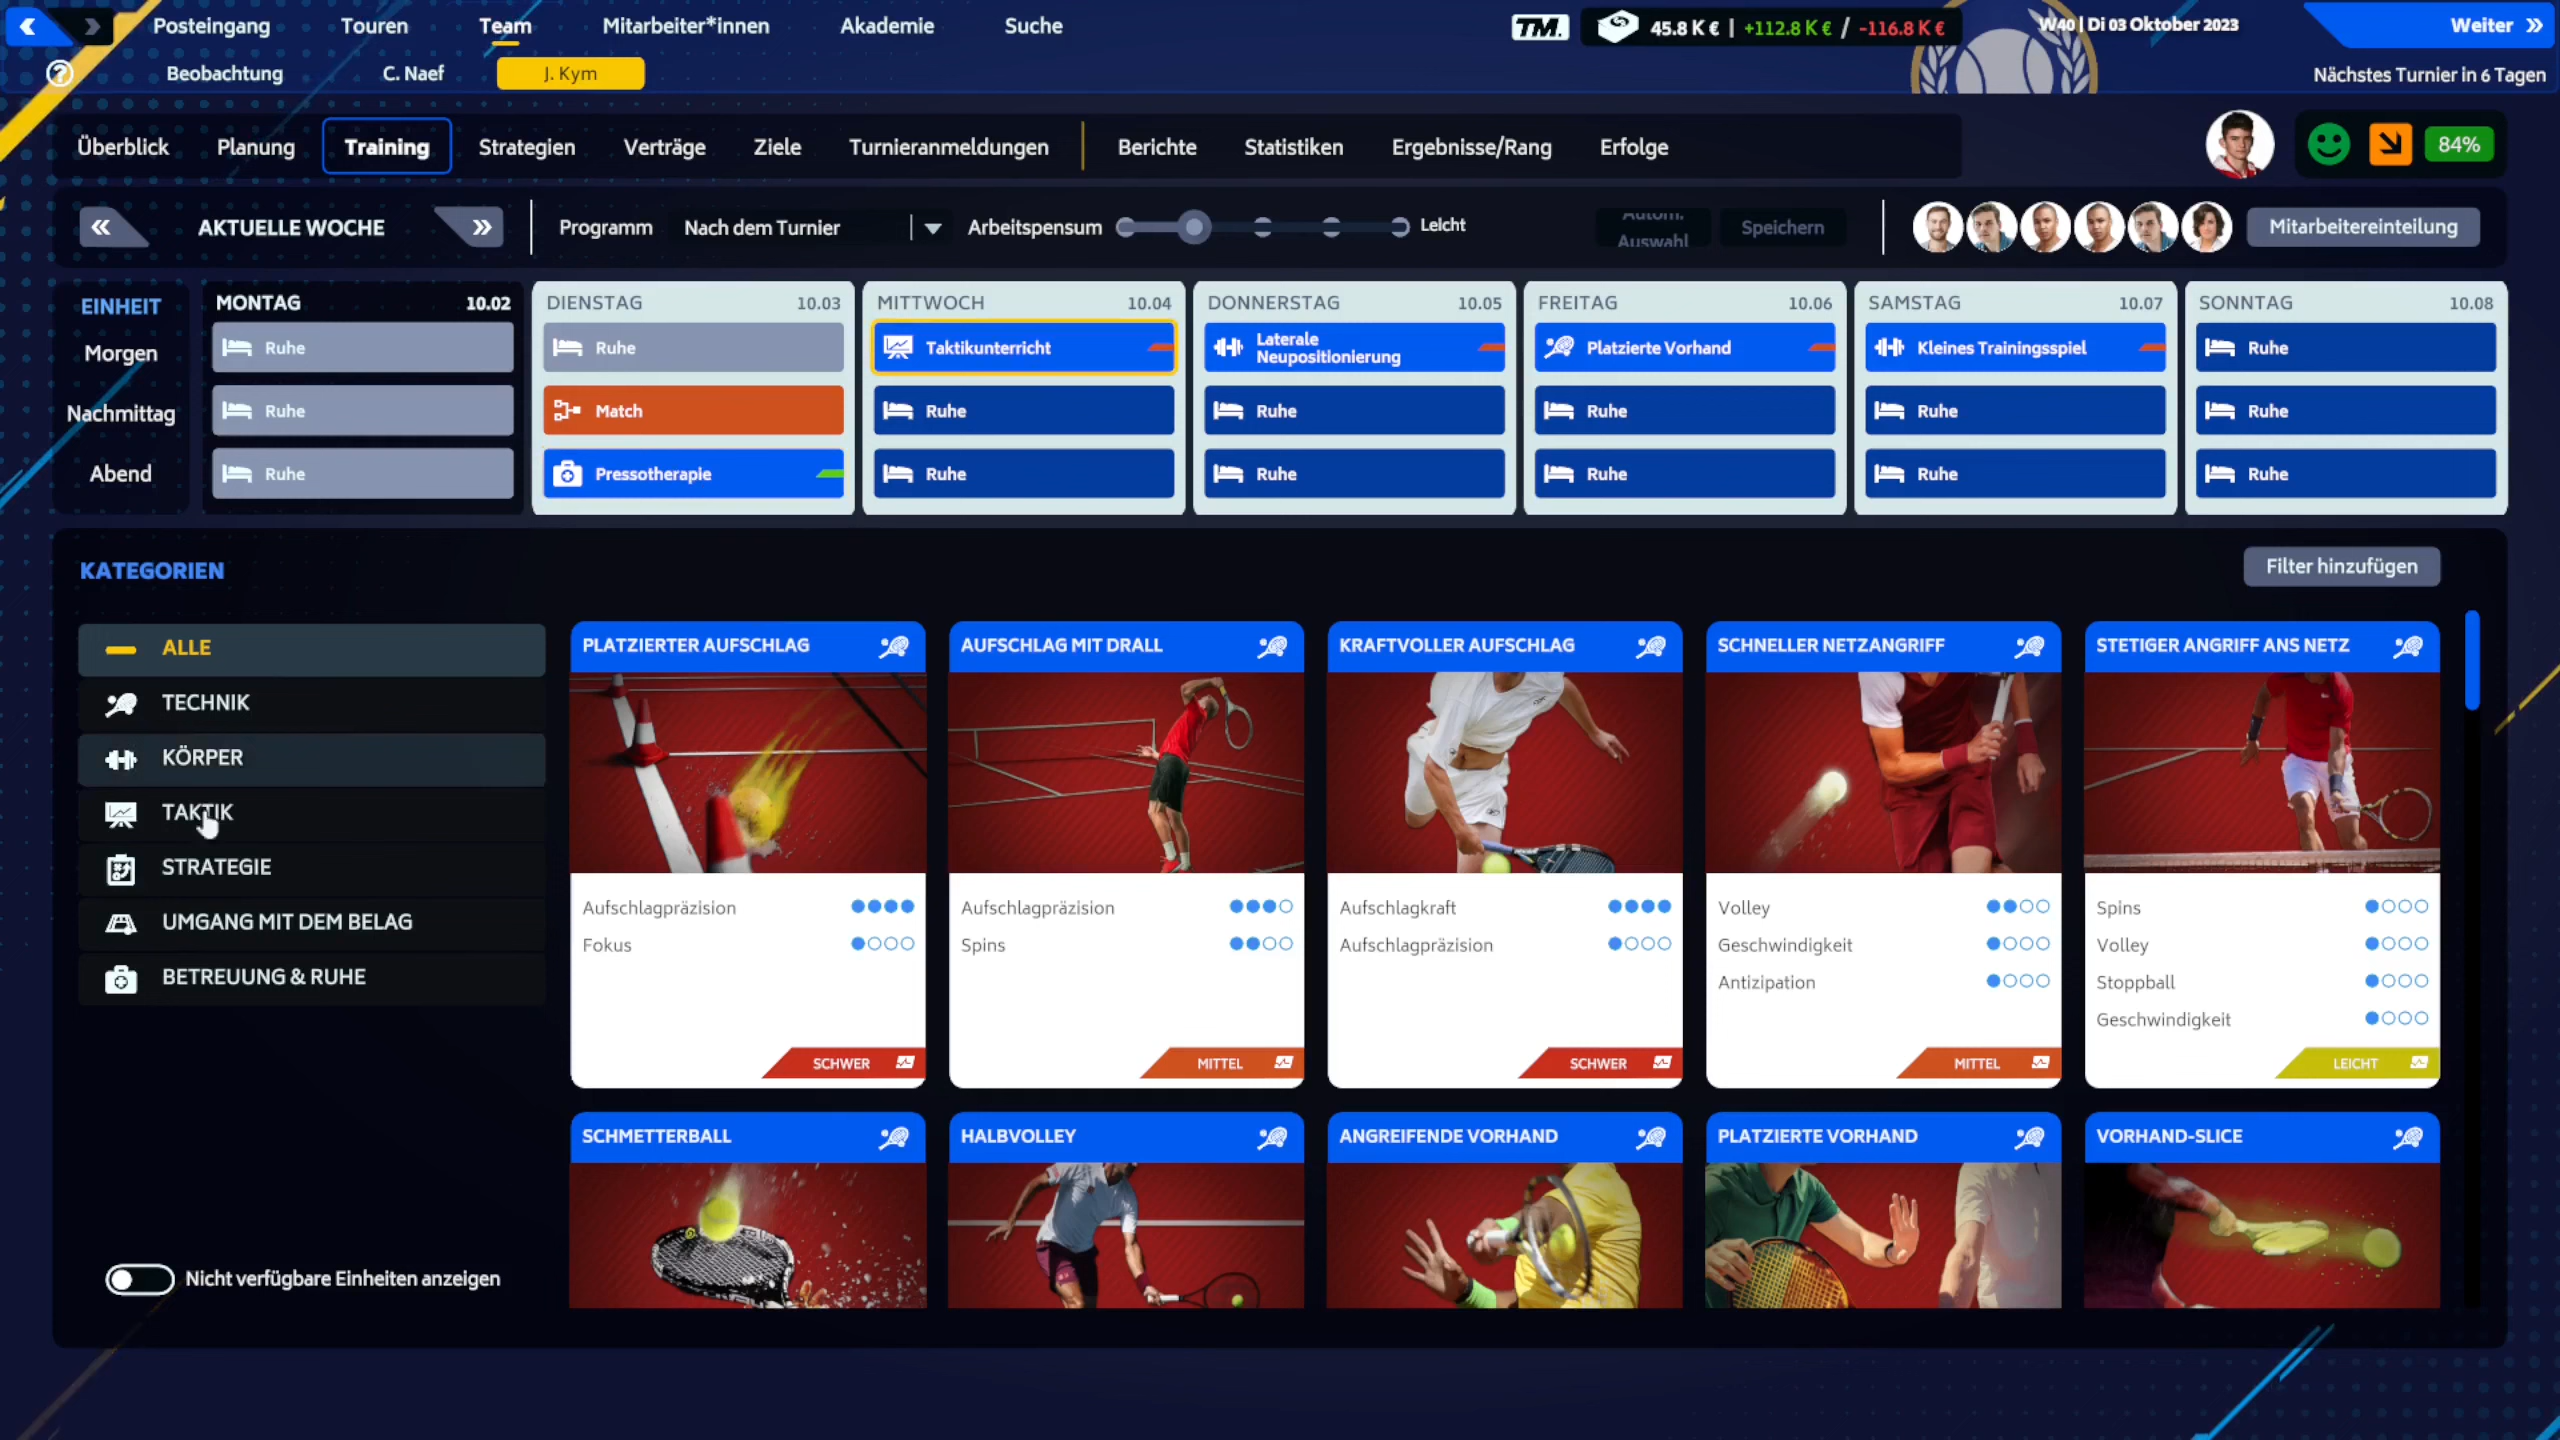 Posteingang Touren Team Mitarbeiter*innen Akademie Suche
TM. 45.8 K € | +112.8 K € / -116.8 K €
W40 | Di 03 Oktober 2023
Weiter
Beobachtung C. Naef J. Kym
Nächstes Turnier in 6 Tagen
Überblick Planung Training Strategien Verträge Ziele Turnieranmeldungen Berichte Statistiken Ergebnisse/Rang Erfolge
84%
AKTUELLE WOCHE
Programm Nach dem Turnier
Arbeitspensum Leicht
Autom.
Auswahl
Speichern
Mitarbeitereinteilung
EINHEIT
Morgen
Nachmittag
Abend
MONTAG 10.02
Ruhe
Ruhe
Ruhe
DIENSTAG 10.03
Ruhe
Match
Pressotherapie
MITTWOCH 10.04
Taktikunterricht
Ruhe
Ruhe
DONNERSTAG 10.05
Laterale
Neupositionierung
Ruhe
Ruhe
FREITAG 10.06
Platzierte Vorhand
Ruhe
Ruhe
SAMSTAG 10.07
Kleines Trainingsspiel
Ruhe
Ruhe
SONNTAG 10.08
Ruhe
Ruhe
Ruhe
KATEGORIEN
Filter hinzufügen
ALLE
TECHNIK
KÖRPER
TAKTIK
STRATEGIE
UMGANG MIT DEM BELAG
BETREUUNG & RUHE
Nicht verfügbare Einheiten anzeigen
PLATZIERTER AUFSCHLAG
Aufschlagpräzision
Fokus
SCHWER
AUFSCHLAG MIT DRALL
Aufschlagpräzision
Spins
MITTEL
KRAFTVOLLER AUFSCHLAG
Aufschlagkraft
Aufschlagpräzision
SCHWER
SCHNELLER NETZANGRIFF
Volley
Geschwindigkeit
Antizipation
MITTEL
STETIGER ANGRIFF ANS NETZ
Spins
Volley
Stoppball
Geschwindigkeit
LEICHT
SCHMETTERBALL
HALBVOLLEY
ANGREIFENDE VORHAND
PLATZIERTE VORHAND
VORHAND-SLICE